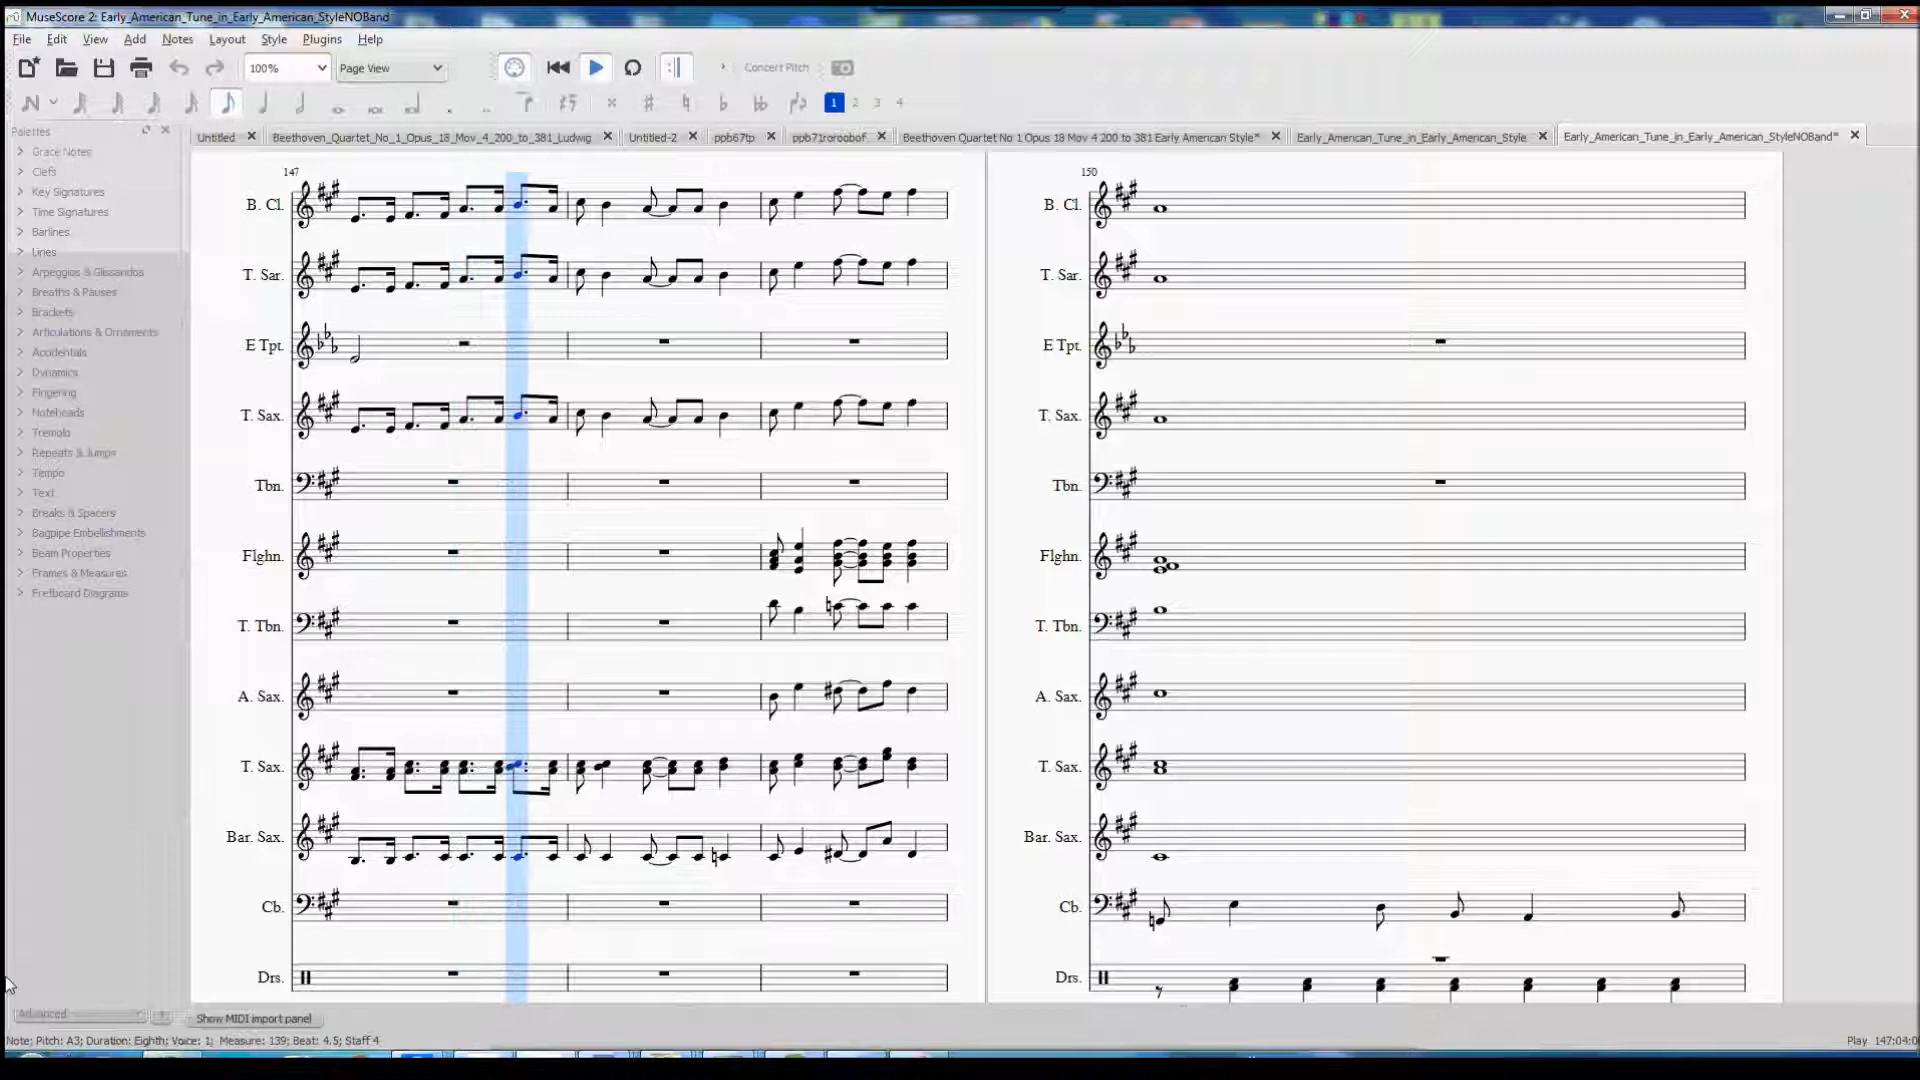 MuseScore 2: Early_American_Tune_in_Early_American_StyleNOBand
File Edit View Add Notes Layout Style Plugins Help
100% Page View Concert Pitch
1 2 3 4
Palettes
Untitled Beethoven_Quartet_No_1_Opus_18_Mov_4_200_to_381_Ludwig Untitled-2 ppb67tp ppb71roroobof Beethoven Quartet No 1 Opus 18 Mov 4 200 to 381 Early American Style* Early_American_Tune_in_Early_American_Style Early_American_Tune_in_Early_American_StyleNOBand*
Grace Notes
Clefs
Key Signatures
Time Signatures
Barlines
Lines
Arpeggios & Glissandos
Breaths & Pauses
Brackets
Articulations & Ornaments
Accidentals
Dynamics
Fingering
Noteheads
Tremolo
Repeats & Jumps
Tempo
Text
Breaks & Spacers
Bagpipe Embellishments
Beam Properties
Frames & Measures
Fretboard Diagrams
Advanced
147
B. Cl.
T. Sar.
E Tpt.
T. Sax.
Tbn.
Flghn.
T. Tbn.
A. Sax.
T. Sax.
Bar. Sax.
Cb.
Drs.
150
B. Cl.
T. Sar.
E Tpt.
T. Sax.
Tbn.
Flghn.
T. Tbn.
A. Sax.
T. Sax.
Bar. Sax.
Cb.
Drs.
Show MIDI import panel
Note; Pitch: A3; Duration: Eighth; Voice: 1; Measure: 139; Beat: 4.5; Staff 4
Play 147:04:0